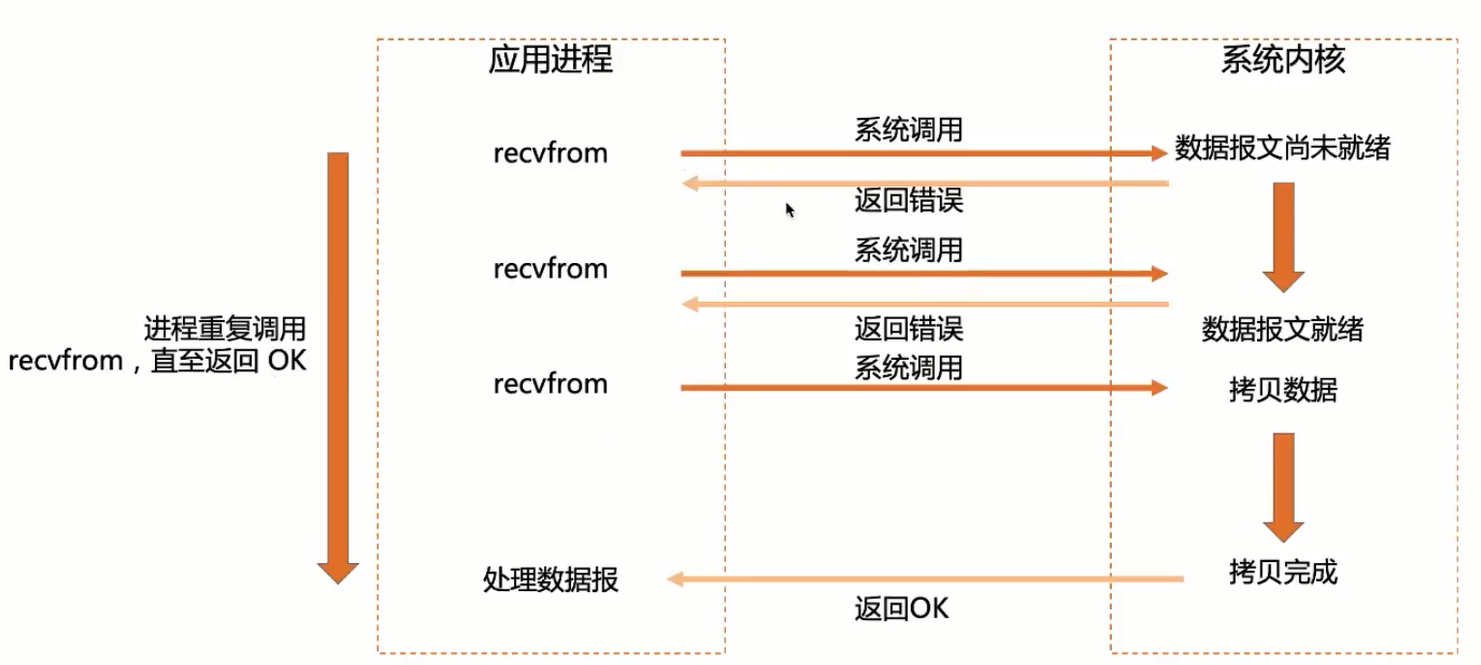 应用进程
系统内核
系统调用
recvfrom
数据报文尚未就绪
返回错误
系统调用
recvfrom
进程重复调用
recvfrom，直至返回 OK
返回错误
数据报文就绪
系统调用
recvfrom
拷贝数据
处理数据报
拷贝完成
返回OK